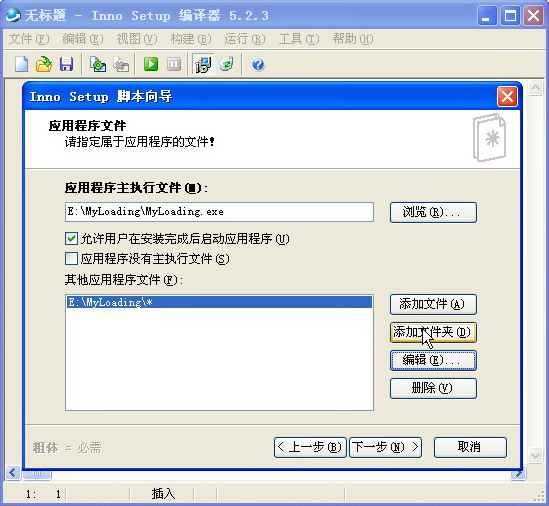 无标题 - Inno Setup 编译器 5.2.3
文件(F) 编辑(E) 视图(V) 构建(B) 运行(R) 工具(T) 帮助(H)
Inno Setup 脚本向导
应用程序文件
请指定属于应用程序的文件!
应用程序主执行文件(M):
E:\MyLoading\MyLoading.exe
浏览(R)...
允许用户在安装完成后启动应用程序(U)
应用程序没有主执行文件(S)
其他应用程序文件(F):
E:\MyLoading\*
添加文件(A)
添加文件夹(D)
编辑(E)...
删除(V)
粗体 = 必需
< 上一步(B)
下一步(N) >
取消
1: 1 插入